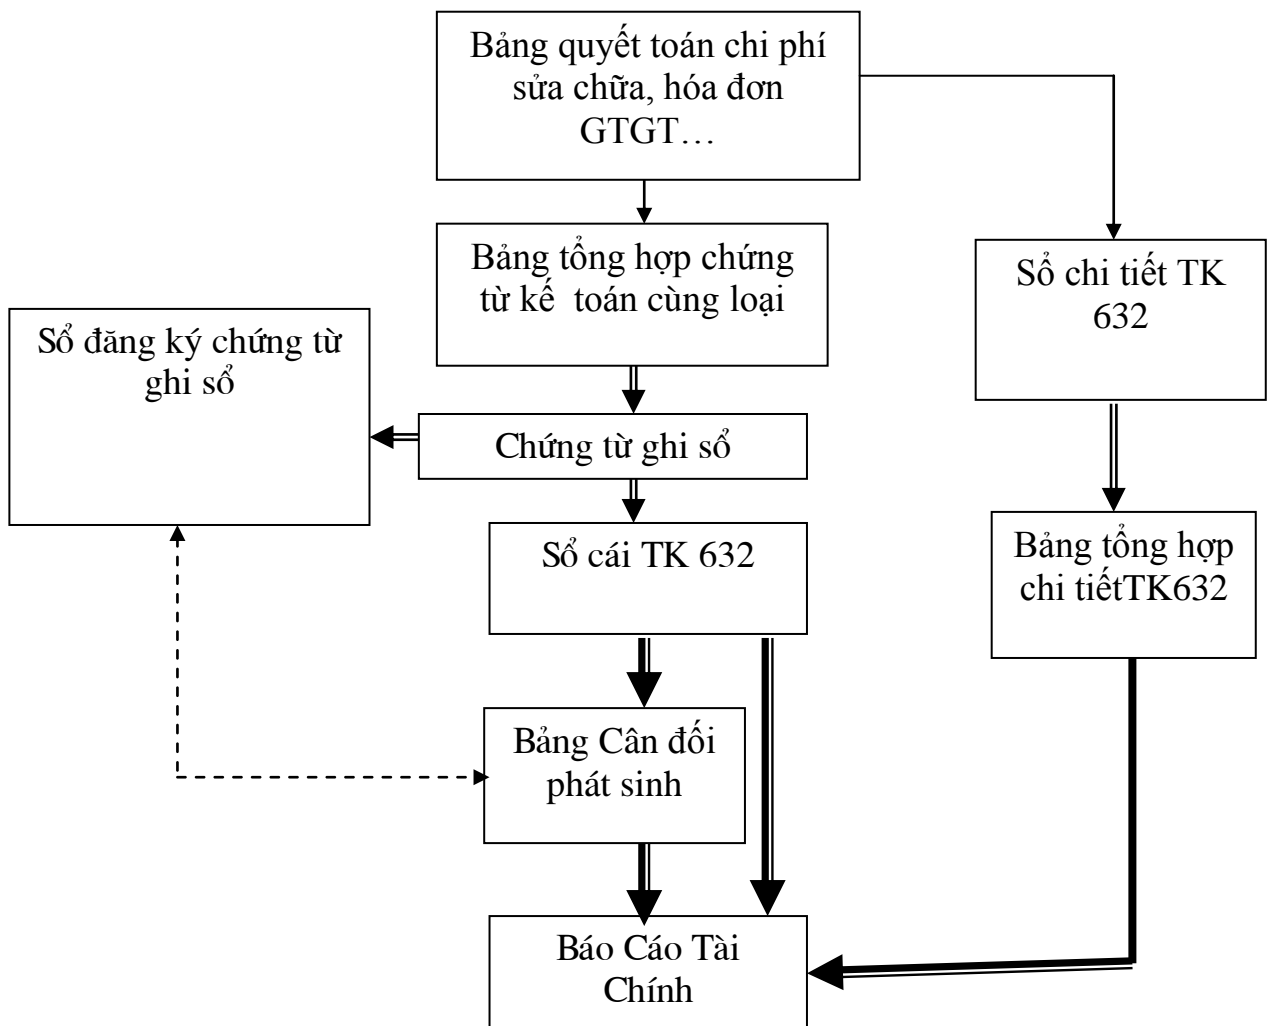 Bảng quyết toán chi phí
sửa chữa, hóa đơn
GTGT…
Bảng tổng hợp chứng
từ kế toán cùng loại
Sổ chi tiết TK
632
Sổ đăng ký chứng từ
ghi sổ
Chứng từ ghi sổ
Sổ cái TK 632
Bảng tổng hợp
chi tiếtTK632
Bảng Cân đối
phát sinh
Báo Cáo Tài
Chính